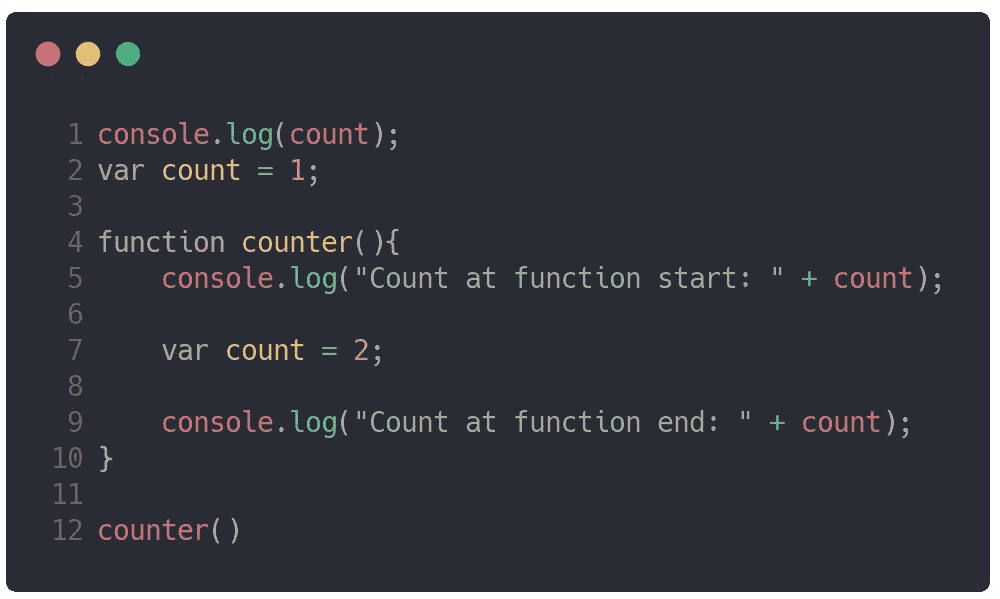 1 console.log(count);
2 var count = 1;
3
4 function counter(){
5     console.log("Count at function start: " + count);
6
7     var count = 2;
8
9     console.log("Count at function end: " + count);
10 }
11
12 counter()